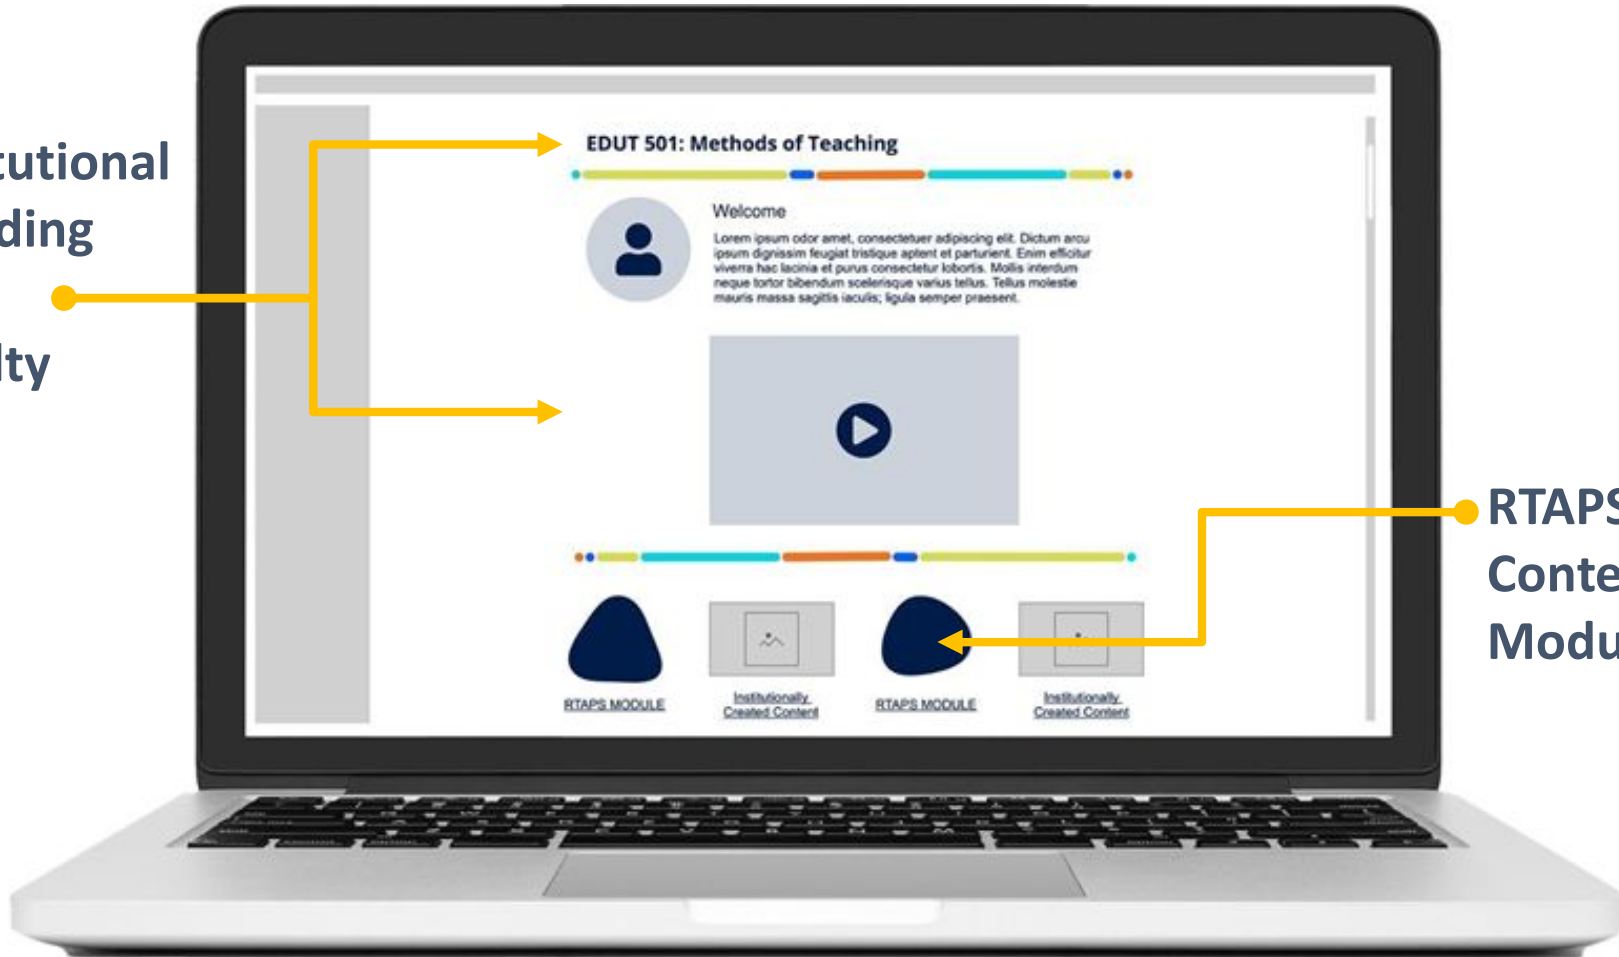 tutional
ding
lty
EDUT 501: Methods of Teaching
Welcome
Lorem ipsum odor amet, consectetuer adipiscing elit. Dictum arcu
ipsum dignissim feugiat tristique aptent et parturient. Enim efficitur
viverra hac lacinia et purus consectetur lobortis. Mollis interdum
neque tortor bibendum scelerisque varius tellus. Tellus molestie
mauris massa sagittis iaculis; ligula semper praesent.
RTAPS
Conte
Modu
RTAPS MODULE
Institutionally
Created Content
RTAPS MODULE
Institutionally
Created Content